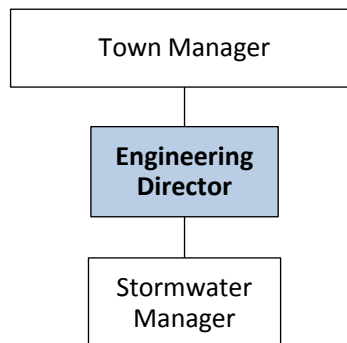 Town Manager
Engineering
Director
Stormwater
Manager